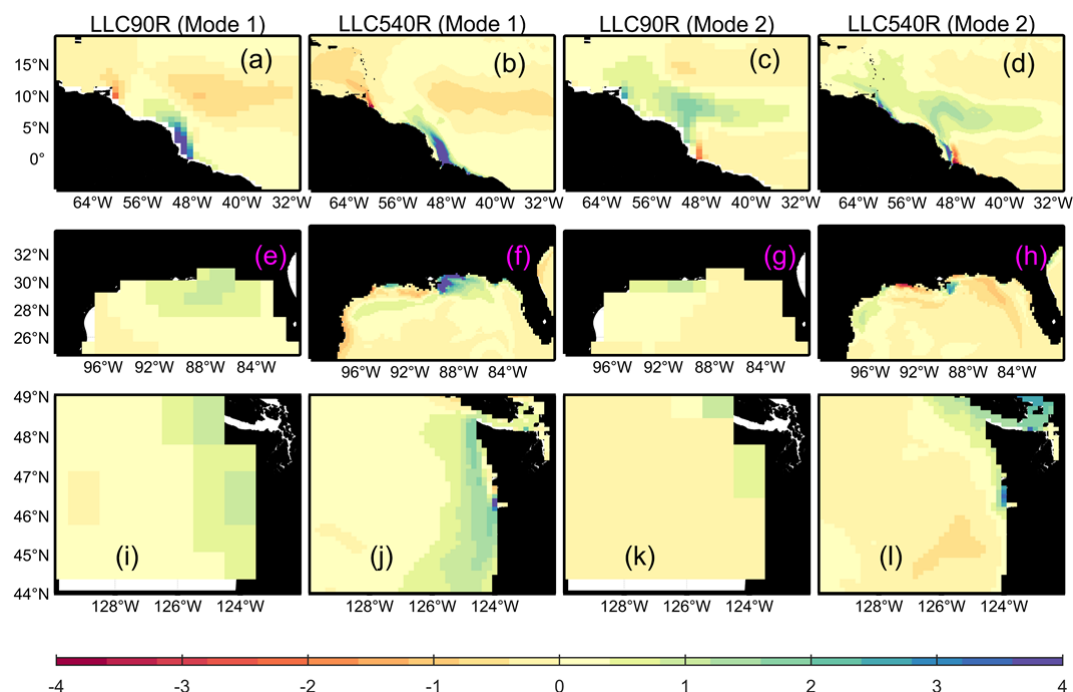 LLC90R (Mode 1) LLC540R (Mode 1) LLC90R (Mode 2) LLC540R (Mode 2)
(a) (b) (c) (d)
15°N
10°N
5°N
0°
64°W 56°W 48°W 40°W 32°W 64°W 56°W 48°W 40°W 32°W 64°W 56°W 48°W 40°W 32°W 64°W 56°W 48°W 40°W 32°W
(e) (f) (g) (h)
32°N
30°N
28°N
26°N
96°W 92°W 88°W 84°W 96°W 92°W 88°W 84°W 96°W 92°W 88°W 84°W 96°W 92°W 88°W 84°W
49°N
48°N
47°N
46°N
45°N
(i) (j) (k) (l)
44°N
128°W 126°W 124°W 128°W 126°W 124°W 128°W 126°W 124°W 128°W 126°W 124°W
-4 -3 -2 -1 0 1 2 3 4